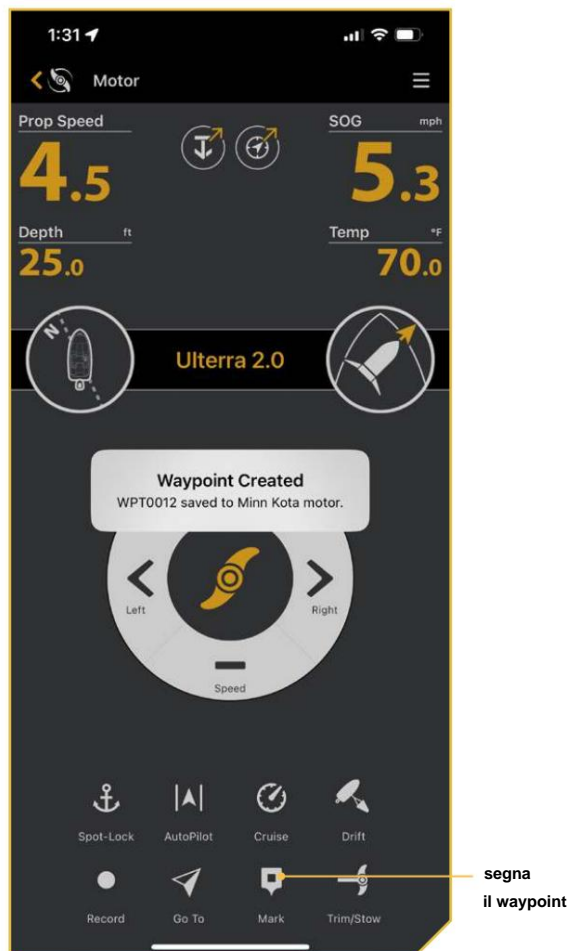 1:31
Motor
Prop Speed
SOG mph
4.5
5.3
Depth ft
Temp °F
25.0
70.0
N
Ulterra 2.0
Waypoint Created
WPT0012 saved to Minn Kota motor.
Left
Right
Speed
Spot-Lock AutoPilot Cruise Drift
Record Go To Mark Trim/Stow
segna
il waypoint